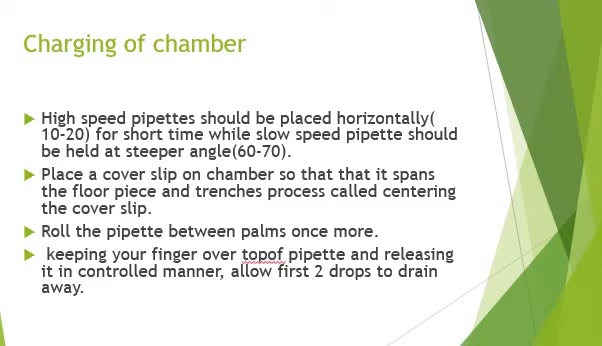 Charging of chamber
High speed pipettes should be placed horizontally(
10-20) for short time while slow speed pipette should
be held at steeper angle(60-70).
Place a cover slip on chamber so that that it spans
the floor piece and trenches process called centering
the cover slip.
Roll the pipette between palms once more.
keeping your finger over topof pipette and releasing
it in controlled manner, allow first 2 drops to drain
away.